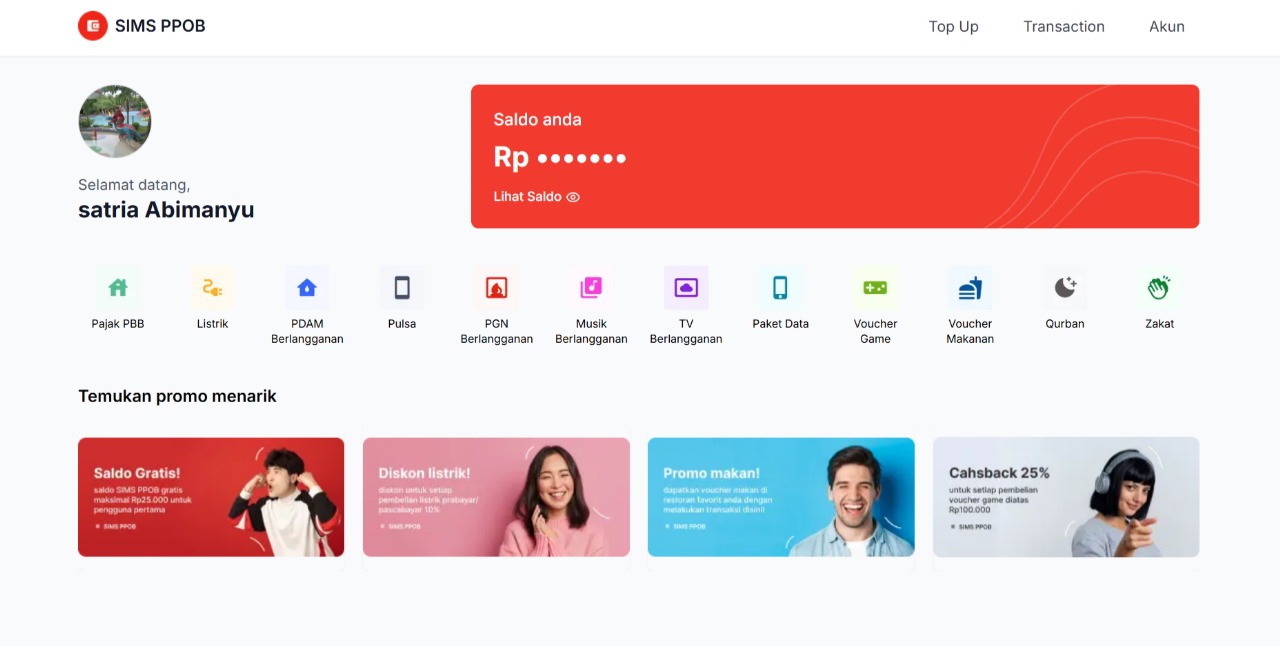 SIMS PPOB
Top Up
Transaction
Akun
Selamat datang,
satria Abimanyu
Saldo anda
Rp •••••••
Lihat Saldo
Pajak PBB
Listrik
PDAM
Berlangganan
Pulsa
PGN
Berlangganan
Musik
Berlangganan
TV
Berlangganan
Paket Data
Voucher
Game
Voucher
Makanan
Qurban
Zakat
Temukan promo menarik
Saldo Gratis!
saldo SIMS PPOB gratis
maksimal Rp25.000 untuk
pengguna pertama
SIMS PPOB
Diskon listrik!
diskon untuk setiap
pembelian listrik prabayar/
pascabayar 10%
SIMS PPOB
Promo makan!
dapatkan voucher makan di
restoran favorit anda dengan
melakukan transaksi disini!
SIMS PPOB
Cahsback 25%
untuk setiap pembelian
voucher game diatas
Rp100.000
SIMS PPOB